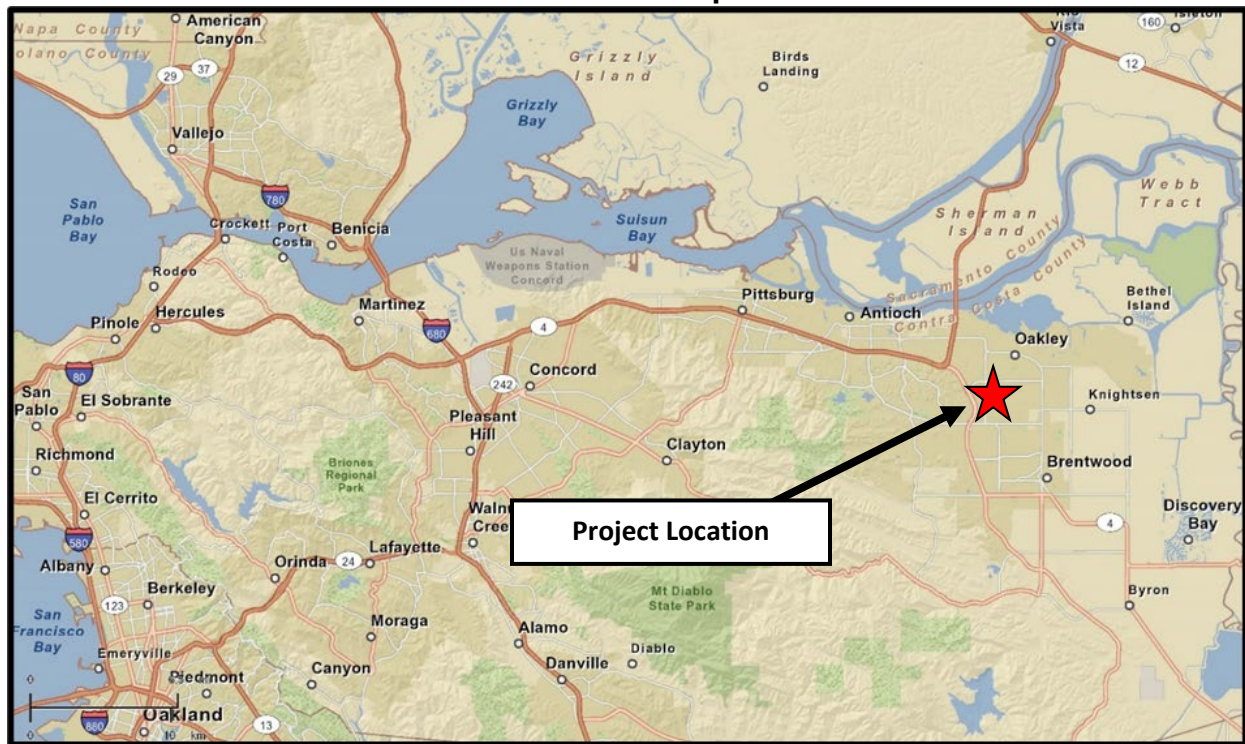 Napa County
olano County
American
Canyon
29
37
Grizzly
Island
Birds
Landing
Vista
160
12
Grizzly
Bay
Vallejo
780
San
Pablo
Bay
Crockett
Port
Costa
Benicia
Suisun
Bay
Sherman
Island
Webb
Tract
Us Naval
Weapons Station
Concord
Sacramento County
Contra Costa County
Rodeo
Hercules
Pinole
Martinez
680
4
Pittsburg
Antioch
Bethel
Island
Oakley
80
San
Pablo
El Sobrante
242
Concord
Knightsen
Pleasant
Hill
Richmond
Briones
Regional
Park
Clayton
Brentwood
El Cerrito
Walnu
Cree
Project Location
4
Discovery
Bay
580
Albany
Orinda
24
Lafayette
Berkeley
123
Mt Diablo
State Park
Byron
San
Francisco
Bay
Moraga
Alamo
Emeryville
Diablo
Danville
Piedmont
Canyon
0
Oakland
880
13
0
10 km